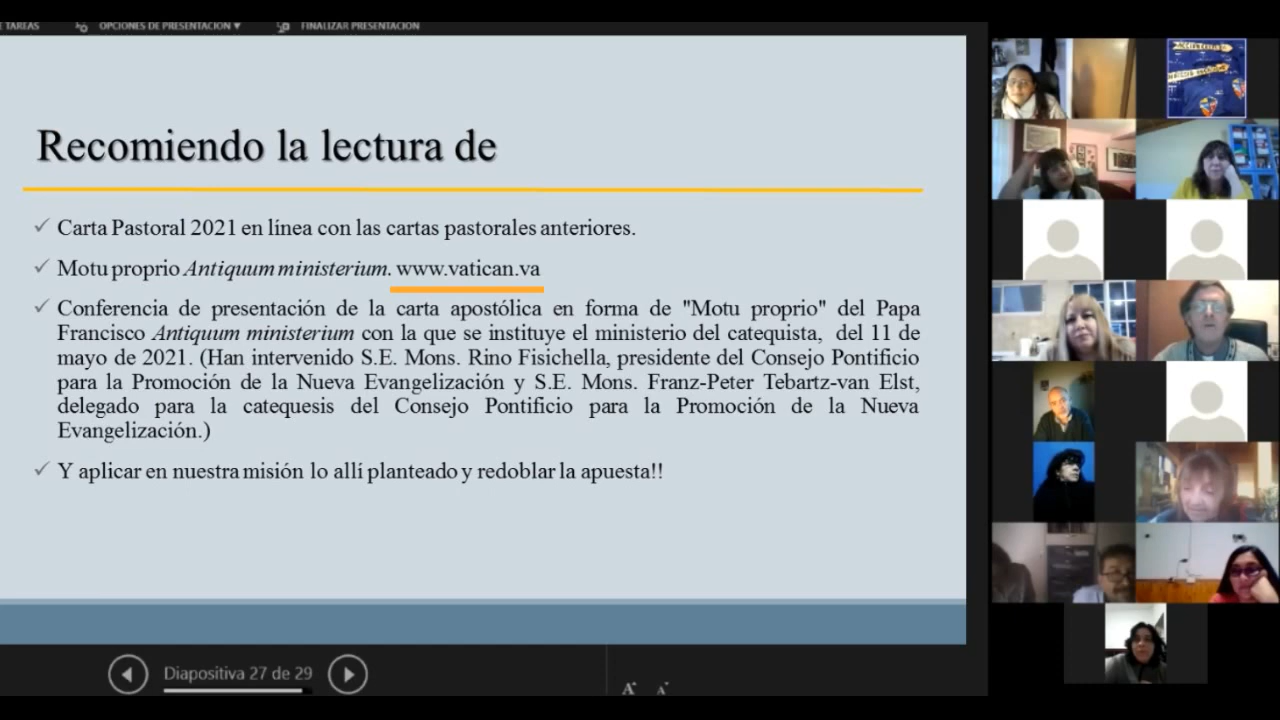 TAREAS OPCIONES DE PRESENTACIÓN ▾ FINALIZAR PRESENTACIÓN
Recomiendo la lectura de
✓ Carta Pastoral 2021 en línea con las cartas pastorales anteriores.
✓ Motu proprio Antiquum ministerium. www.vatican.va
✓ Conferencia de presentación de la carta apostólica en forma de "Motu proprio" del Papa
Francisco Antiquum ministerium con la que se instituye el ministerio del catequista, del 11 de
mayo de 2021. (Han intervenido S.E. Mons. Rino Fisichella, presidente del Consejo Pontificio
para la Promoción de la Nueva Evangelización y S.E. Mons. Franz-Peter Tebartz-van Elst,
delegado para la catequesis del Consejo Pontificio para la Promoción de la Nueva
Evangelización.)
✓ Y aplicar en nuestra misión lo allí planteado y redoblar la apuesta!!
Diapositiva 27 de 29
A A